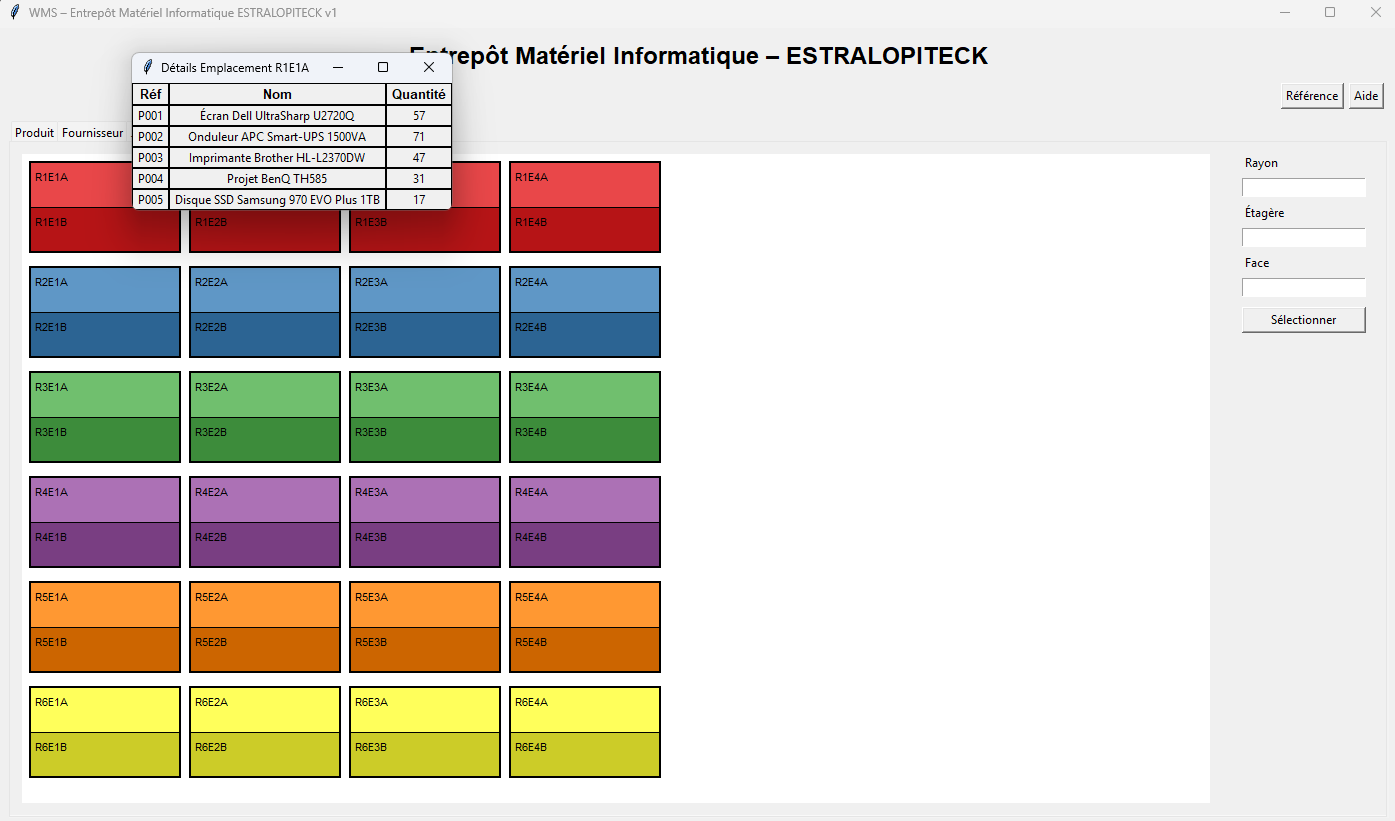 WMS – Entrepôt Matériel Informatique ESTRALOPITECK v1
Entrepôt Matériel Informatique – ESTRALOPITECK
Détails Emplacement R1E1A
Réf Nom Quantité
P001 Écran Dell UltraSharp U2720Q 57
P002 Onduleur APC Smart-UPS 1500VA 71
P003 Imprimante Brother HL-L2370DW 47
P004 Projet BenQ TH585 31
P005 Disque SSD Samsung 970 EVO Plus 1TB 17
Référence Aide
Produit Fournisseur
R1E1A R1E4A
R1E1B R1E2B R1E3B R1E4B
R2E1A R2E2A R2E3A R2E4A
R2E1B R2E2B R2E3B R2E4B
R3E1A R3E2A R3E3A R3E4A
R3E1B R3E2B R3E3B R3E4B
R4E1A R4E2A R4E3A R4E4A
R4E1B R4E2B R4E3B R4E4B
R5E1A R5E2A R5E3A R5E4A
R5E1B R5E2B R5E3B R5E4B
R6E1A R6E2A R6E3A R6E4A
R6E1B R6E2B R6E3B R6E4B
Rayon
Étagère
Face
Sélectionner